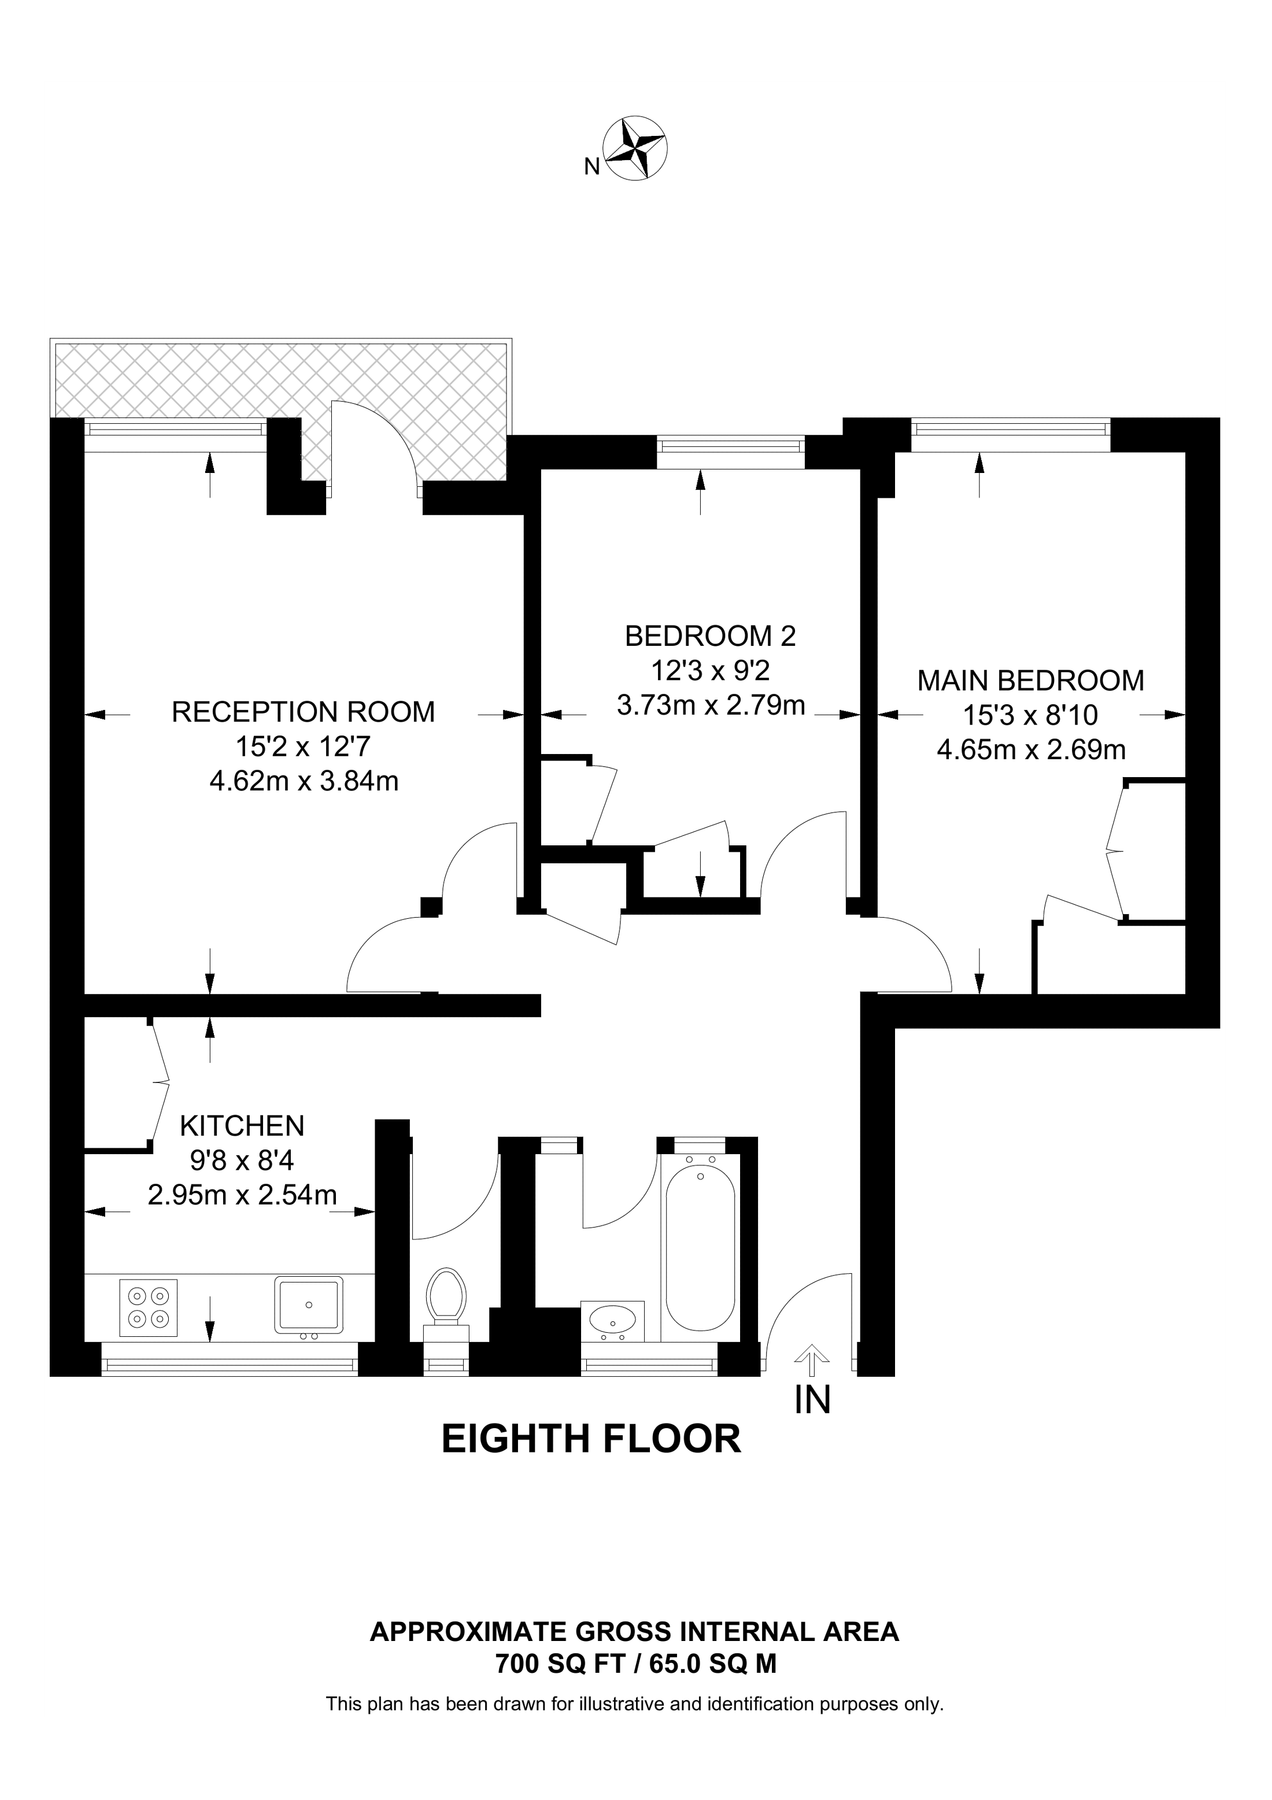 N
RECEPTION ROOM
15'2 x 12'7
4.62m x 3.84m
BEDROOM 2
12'3 x 9'2
3.73m x 2.79m
MAIN BEDROOM
15'3 x 8'10
4.65m x 2.69m
KITCHEN
9'8 x 8'4
2.95m x 2.54m
IN
EIGHTH FLOOR
APPROXIMATE GROSS INTERNAL AREA
700 SQ FT / 65.0 SQ M
This plan has been drawn for illustrative and identification purposes only.